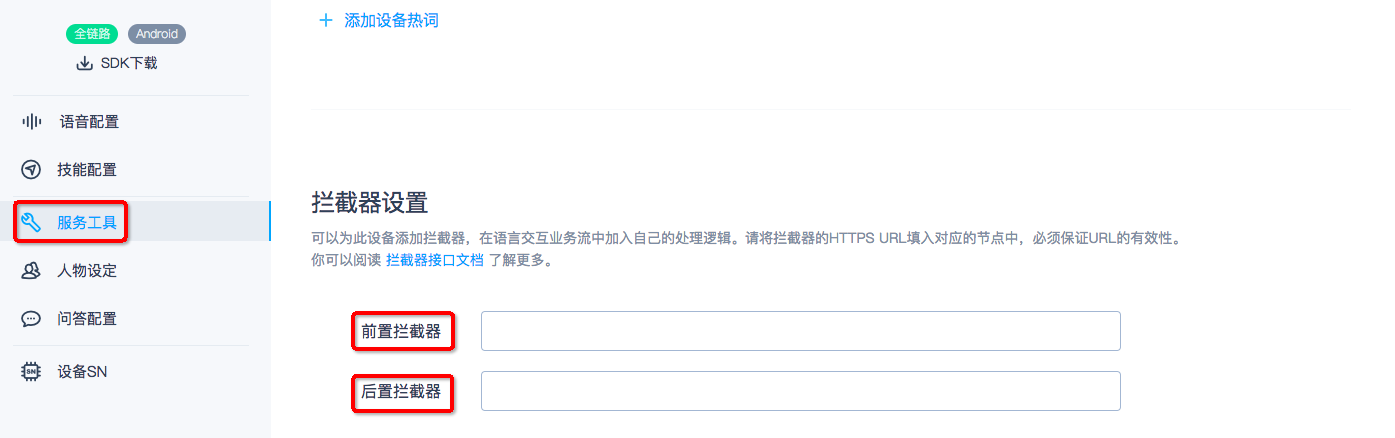 全链路 Android
SDK下载
语音配置
技能配置
服务工具
人物设定
问答配置
SN 设备SN
+ 添加设备热词
拦截器设置
可以为此设备添加拦截器，在语言交互业务流中加入自己的处理逻辑。请将拦截器的HTTPS URL填入对应的节点中，必须保证URL的有效性。
你可以阅读 拦截器接口文档 了解更多。
前置拦截器
后置拦截器